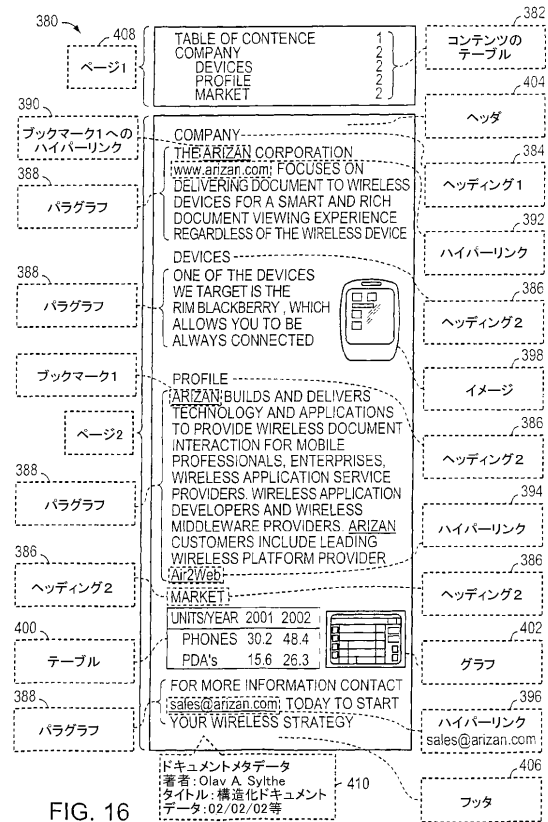 380
408
ページ1
TABLE OF CONTENCE 1
COMPANY 2
DEVICES 2
PROFILE 2
MARKET 2
382
コンテンツの
テーブル
404
ヘッダ
390
ブックマーク1への
ハイパーリンク
388
パラグラフ
COMPANY
THE ARIZAN CORPORATION
www.arizan.com; FOCUSES ON
DELIVERING DOCUMENT TO WIRELESS
DEVICES FOR A SMART AND RICH
DOCUMENT VIEWING EXPERIENCE
REGARDLESS OF THE WIRELESS DEVICE
384
ヘッディング1
392
ハイパーリンク
DEVICES
388
パラグラフ
ONE OF THE DEVICES
WE TARGET IS THE
RIM BLACKBERRY , WHICH
ALLOWS YOU TO BE
ALWAYS CONNECTED
386
ヘッディング2
398
イメージ
ブックマーク1
ページ2
388
パラグラフ
PROFILE
ARIZAN BUILDS AND DELIVERS
TECHNOLOGY AND APPLICATIONS
TO PROVIDE WIRELESS DOCUMENT
INTERACTION FOR MOBILE
PROFESSIONALS, ENTERPRISES,
WIRELESS APPLICATION SERVICE
PROVIDERS. WIRELESS APPLICATION
DEVELOPERS AND WIRELESS
MIDDLEWARE PROVIDERS. ARIZAN
CUSTOMERS INCLUDE LEADING
WIRELESS PLATFORM PROVIDER
Air2Web
386
ヘッディング2
394
ハイパーリンク
386
ヘッディング2
MARKET
386
ヘッディング2
400
テーブル
UNITS/YEAR 2001 2002
PHONES 30.2 48.4
PDA's 15.6 26.3
402
グラフ
388
パラグラフ
FOR MORE INFORMATION CONTACT
sales@arizan.com; TODAY TO START
YOUR WIRELESS STRATEGY
396
ハイパーリンク
sales@arizan.com
406
フッタ
ドキュメントメタデータ
著者:Olav A. Sylthe
タイトル:構造化ドキュメント
データ:02/02/02等
410
FIG. 16